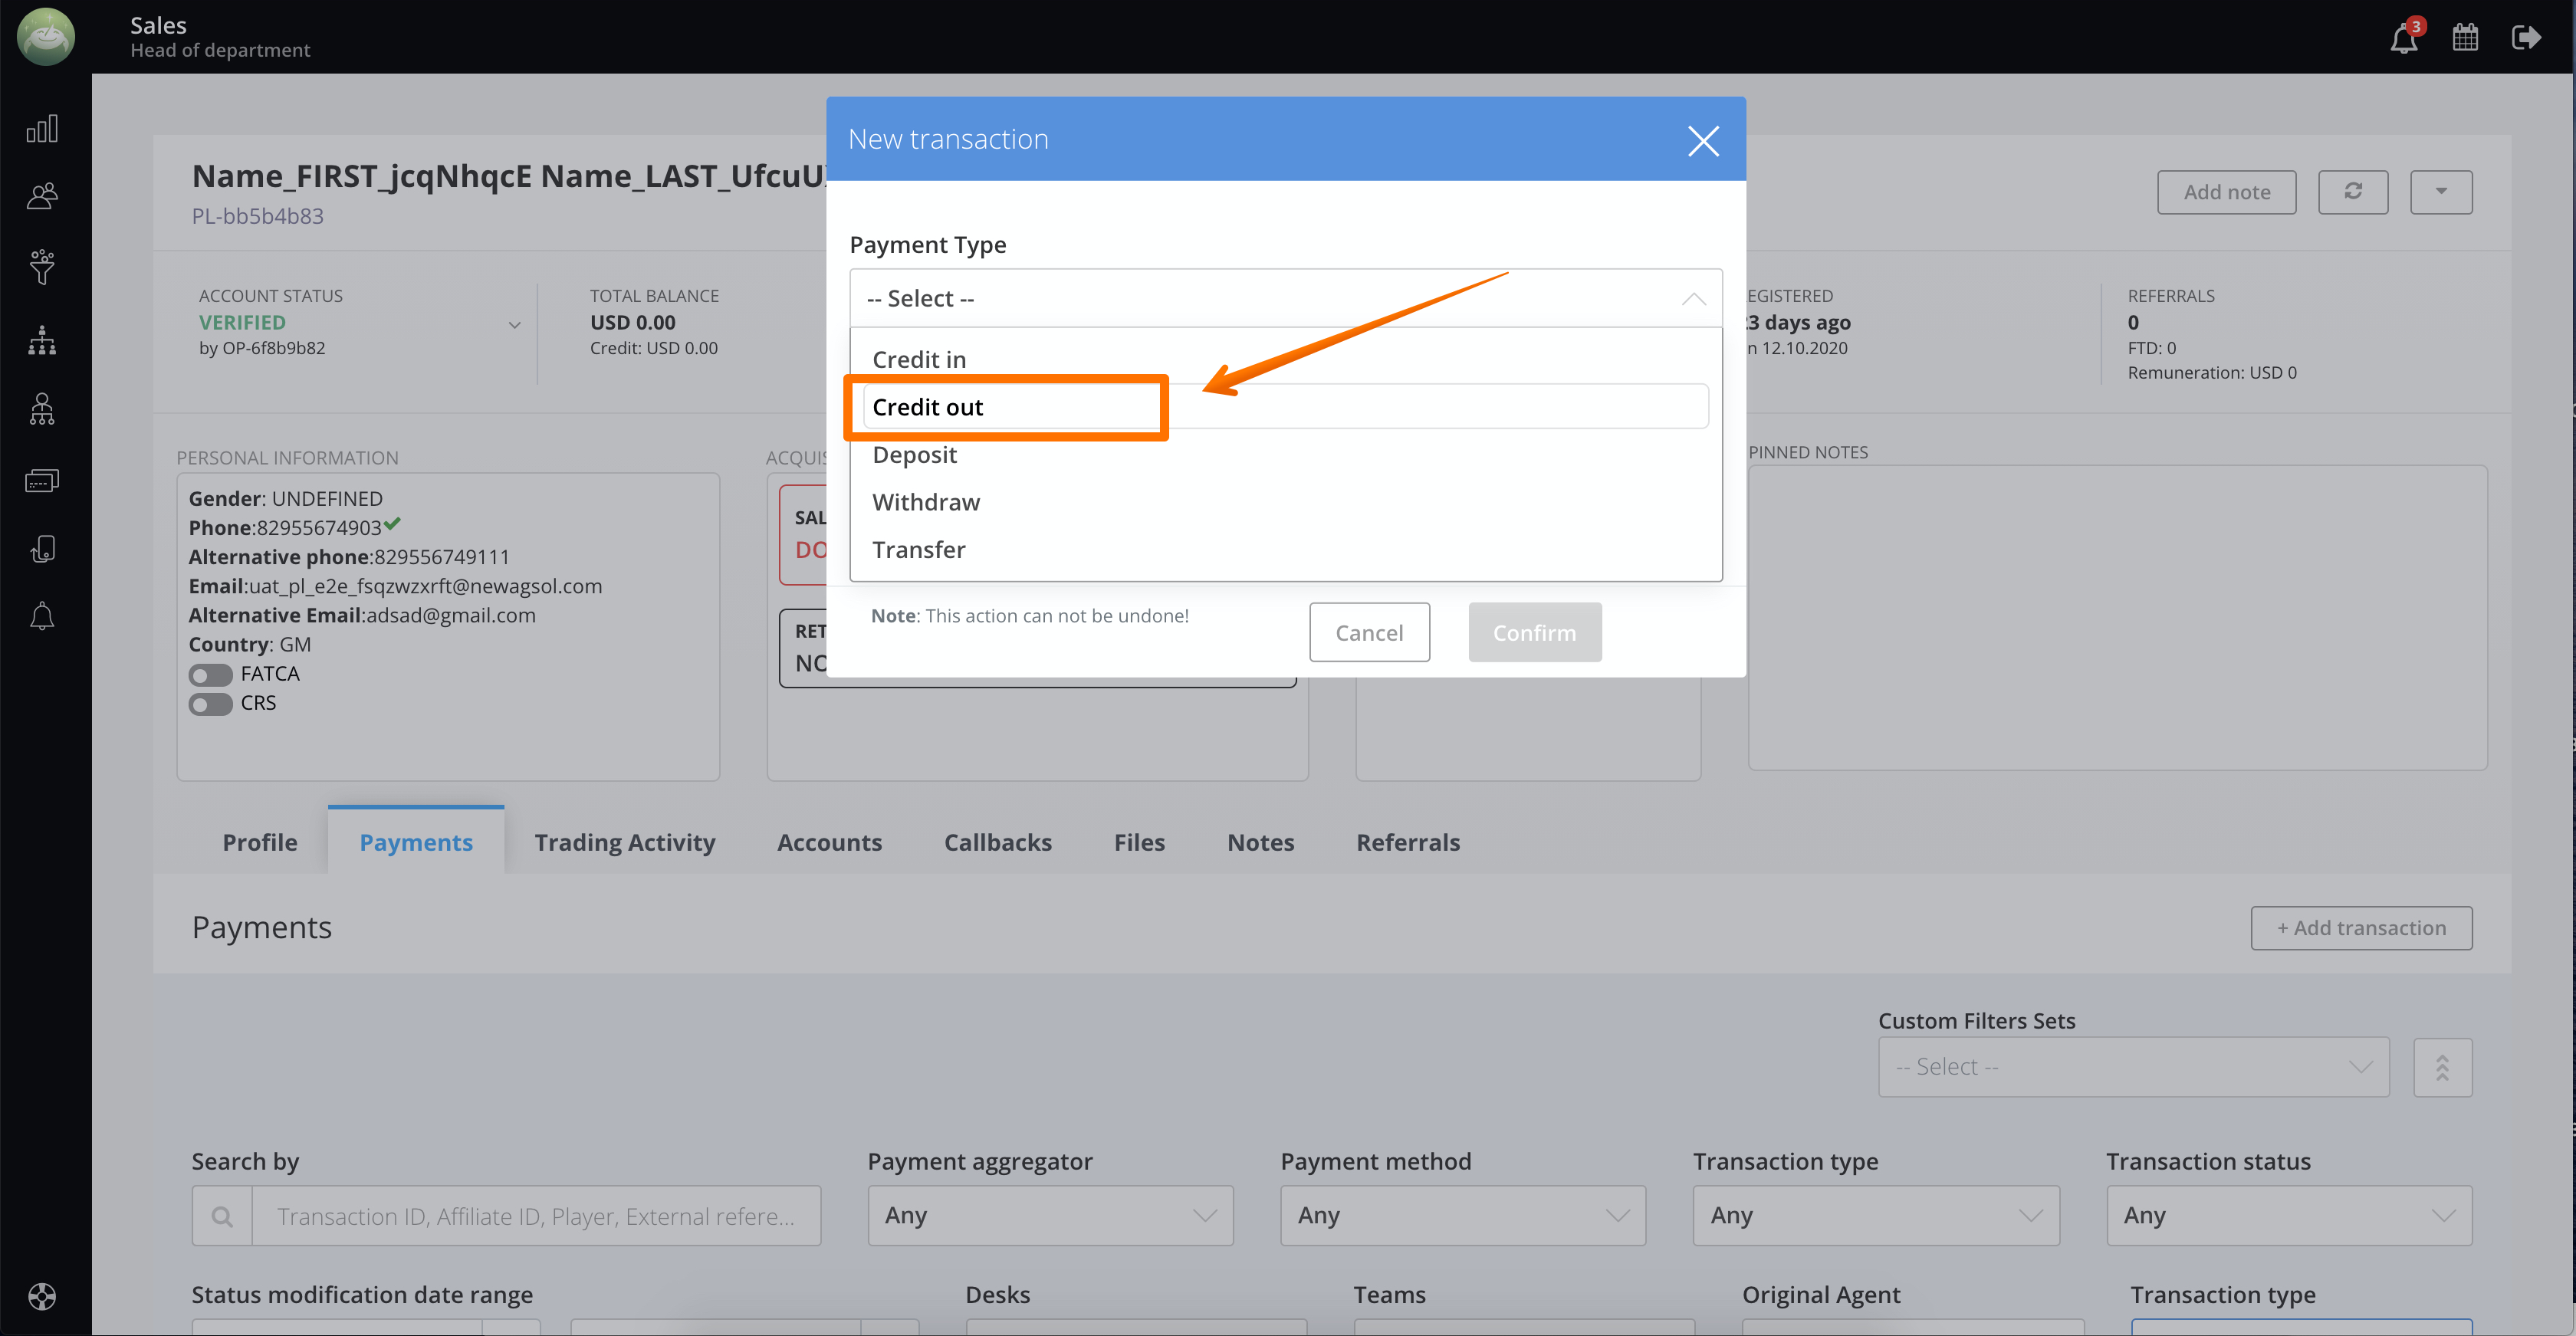 Sales
Head of department
3
Name_FIRST_jcqNhqcE Name_LAST_UfcuU
PL-bb5b4b83
Add note
New transaction
Payment Type
-- Select --
Credit in
Credit out
Deposit
Withdraw
Transfer
Note: This action can not be undone!
Cancel
Confirm
ACCOUNT STATUS
VERIFIED
by OP-6f8b9b82
TOTAL BALANCE
USD 0.00
Credit: USD 0.00
EGISTERED
3 days ago
n 12.10.2020
REFERRALS
0
FTD: 0
Remuneration: USD 0
PERSONAL INFORMATION
Gender: UNDEFINED
Phone:82955674903
Alternative phone:829556749111
Email:uat_pl_e2e_fsqzwzxrft@newagsol.com
Alternative Email:adsad@gmail.com
Country: GM
FATCA
CRS
ACQUIS
SAL
DO
RET
NO
PINNED NOTES
Profile
Payments
Trading Activity
Accounts
Callbacks
Files
Notes
Referrals
Payments
+ Add transaction
Custom Filters Sets
-- Select --
Search by
Transaction ID, Affiliate ID, Player, External refere...
Payment aggregator
Any
Payment method
Any
Transaction type
Any
Transaction status
Any
Status modification date range
Desks
Teams
Original Agent
Transaction type